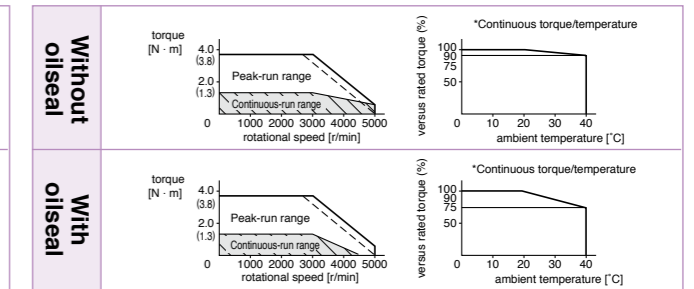 Without
oilseal
torque
[N · m]
4.0
(3.8)
2.0
(1.3)
Peak-run range
Continuous-run range
0 1000 2000 3000 4000 5000
rotational speed [r/min]
*Continuous torque/temperature
versus rated torque (%)
100
90
75
50
0 10 20 30 40
ambient temperature [˚C]
With
oilseal
torque
[N · m]
4.0
(3.8)
2.0
(1.3)
Peak-run range
Continuous-run range
0 1000 2000 3000 4000 5000
rotational speed [r/min]
*Continuous torque/temperature
versus rated torque (%)
100
90
75
50
0 10 20 30 40
ambient temperature [˚C]